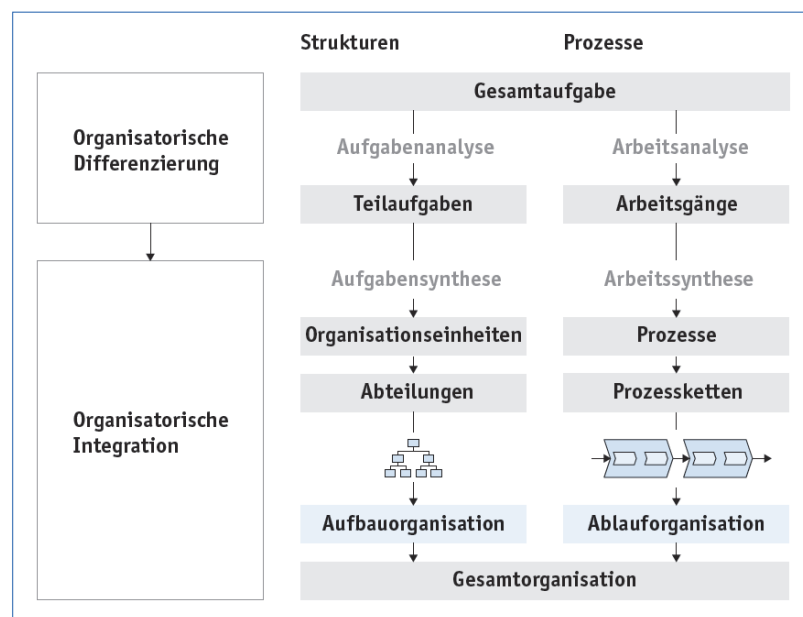 Strukturen Prozesse
Gesamtaufgabe
Organisatorische
Differenzierung
Aufgabenanalyse Arbeitsanalyse
Teilaufgaben Arbeitsgänge
Aufgabensynthese Arbeitssynthese
Organisationseinheiten Prozesse
Abteilungen Prozessketten
Organisatorische
Integration
Aufbauorganisation Ablauforganisation
Gesamtorganisation